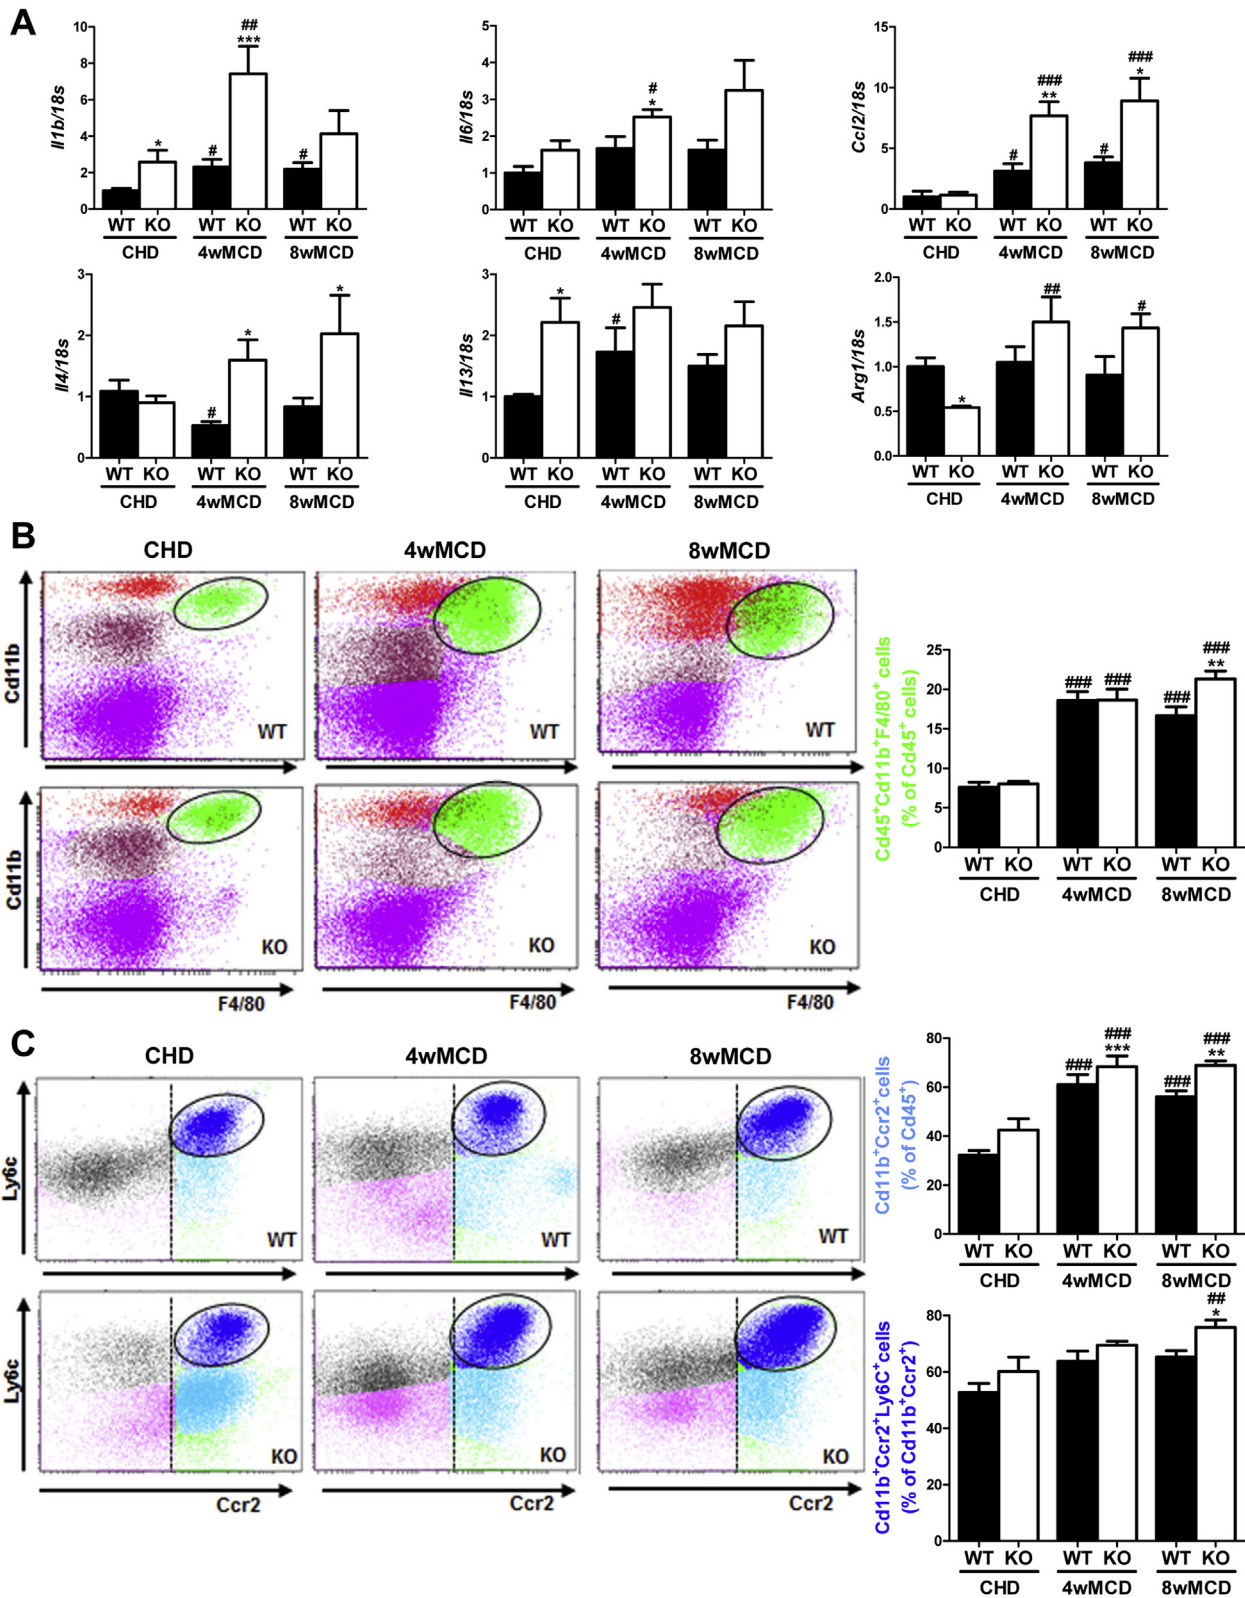 A
Il1b/18s
10
8
6
4
2
0
*
#
##
***
#
WT KO WT KO WT KO
CHD 4wMCD 8wMCD
Il6/18s
5
4
3
2
1
0
#
*
WT KO WT KO WT KO
CHD 4wMCD 8wMCD
Ccl2/18s
15
10
5
0
#
###
**
#
###
*
WT KO WT KO WT KO
CHD 4wMCD 8wMCD
Il4/18s
3
2
1
0
#
*
*
WT KO WT KO WT KO
CHD 4wMCD 8wMCD
Il13/18s
3
2
1
0
*
#
WT KO WT KO WT KO
CHD 4wMCD 8wMCD
Arg1/18s
2.0
1.5
1.0
0.5
0.0
*
##
#
WT KO WT KO WT KO
CHD 4wMCD 8wMCD
B
CHD 4wMCD 8wMCD
Cd11b
WT WT WT
Cd11b
KO KO KO
F4/80 F4/80 F4/80
Cd45⁺Cd11b⁺F4/80⁺ cells
(% of Cd45⁺ cells)
25
20
15
10
5
0
### ###
###
###
**
WT KO WT KO WT KO
CHD 4wMCD 8wMCD
C
CHD 4wMCD 8wMCD
Ly6c
WT WT WT
Ly6c
KO KO KO
Ccr2 Ccr2 Ccr2
Cd11b⁺Ccr2⁺cells
(% of Cd45⁺)
80
60
40
20
0
###
###
***
###
###
**
WT KO WT KO WT KO
CHD 4wMCD 8wMCD
Cd11b⁺Ccr2⁺Ly6C⁺cells
(% of Cd11b⁺Ccr2⁺)
80
60
40
20
0
##
*
WT KO WT KO WT KO
CHD 4wMCD 8wMCD